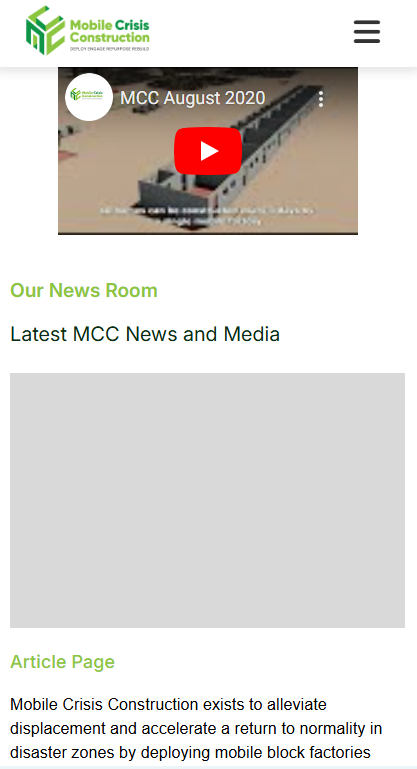 Mobile Crisis
Construction
DEPLOY ENGAGE REPURPOSE REBUILD
MCC August 2020
Our News Room
Latest MCC News and Media
Article Page
Mobile Crisis Construction exists to alleviate
displacement and accelerate a return to normality in
disaster zones by deploying mobile block factories